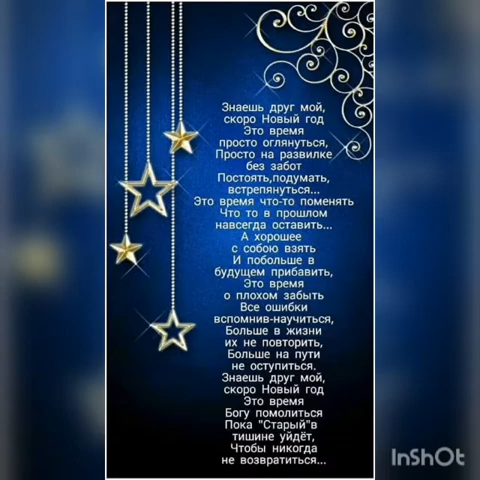 Знаешь друг мой,
скоро Новый год
Это время
просто оглянуться,
Просто на развилке
без забот
Постоять,подумать,
встрепянуться...
Это время что-то поменять
Что то в прошлом
навсегда оставить...
А хорошее
с собою взять
И побольше в
будущем прибавить,
Это время
о плохом забыть
Все ошибки
вспомнив-научиться,
Больше в жизни
их не повторить,
Больше на пути
не оступиться.
Знаешь друг мой,
скоро Новый год
Это время
Богу помолиться
Пока "Старый"в
тишине уйдёт,
Чтобы никогда
не возвратиться...
InShOt